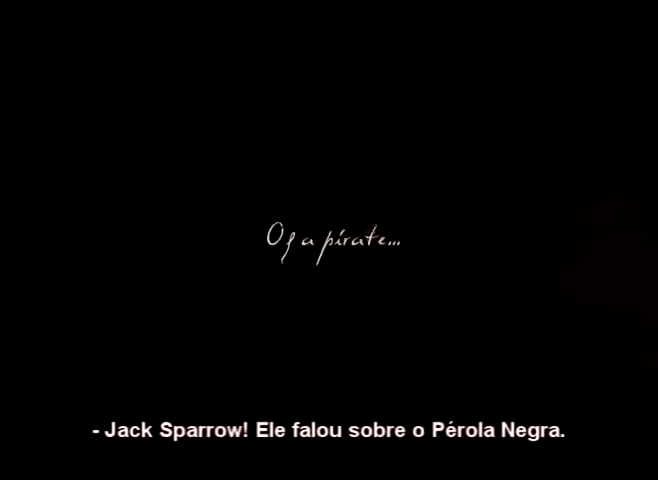 Of a pirate...
- Jack Sparrow! Ele falou sobre o Pérola Negra.